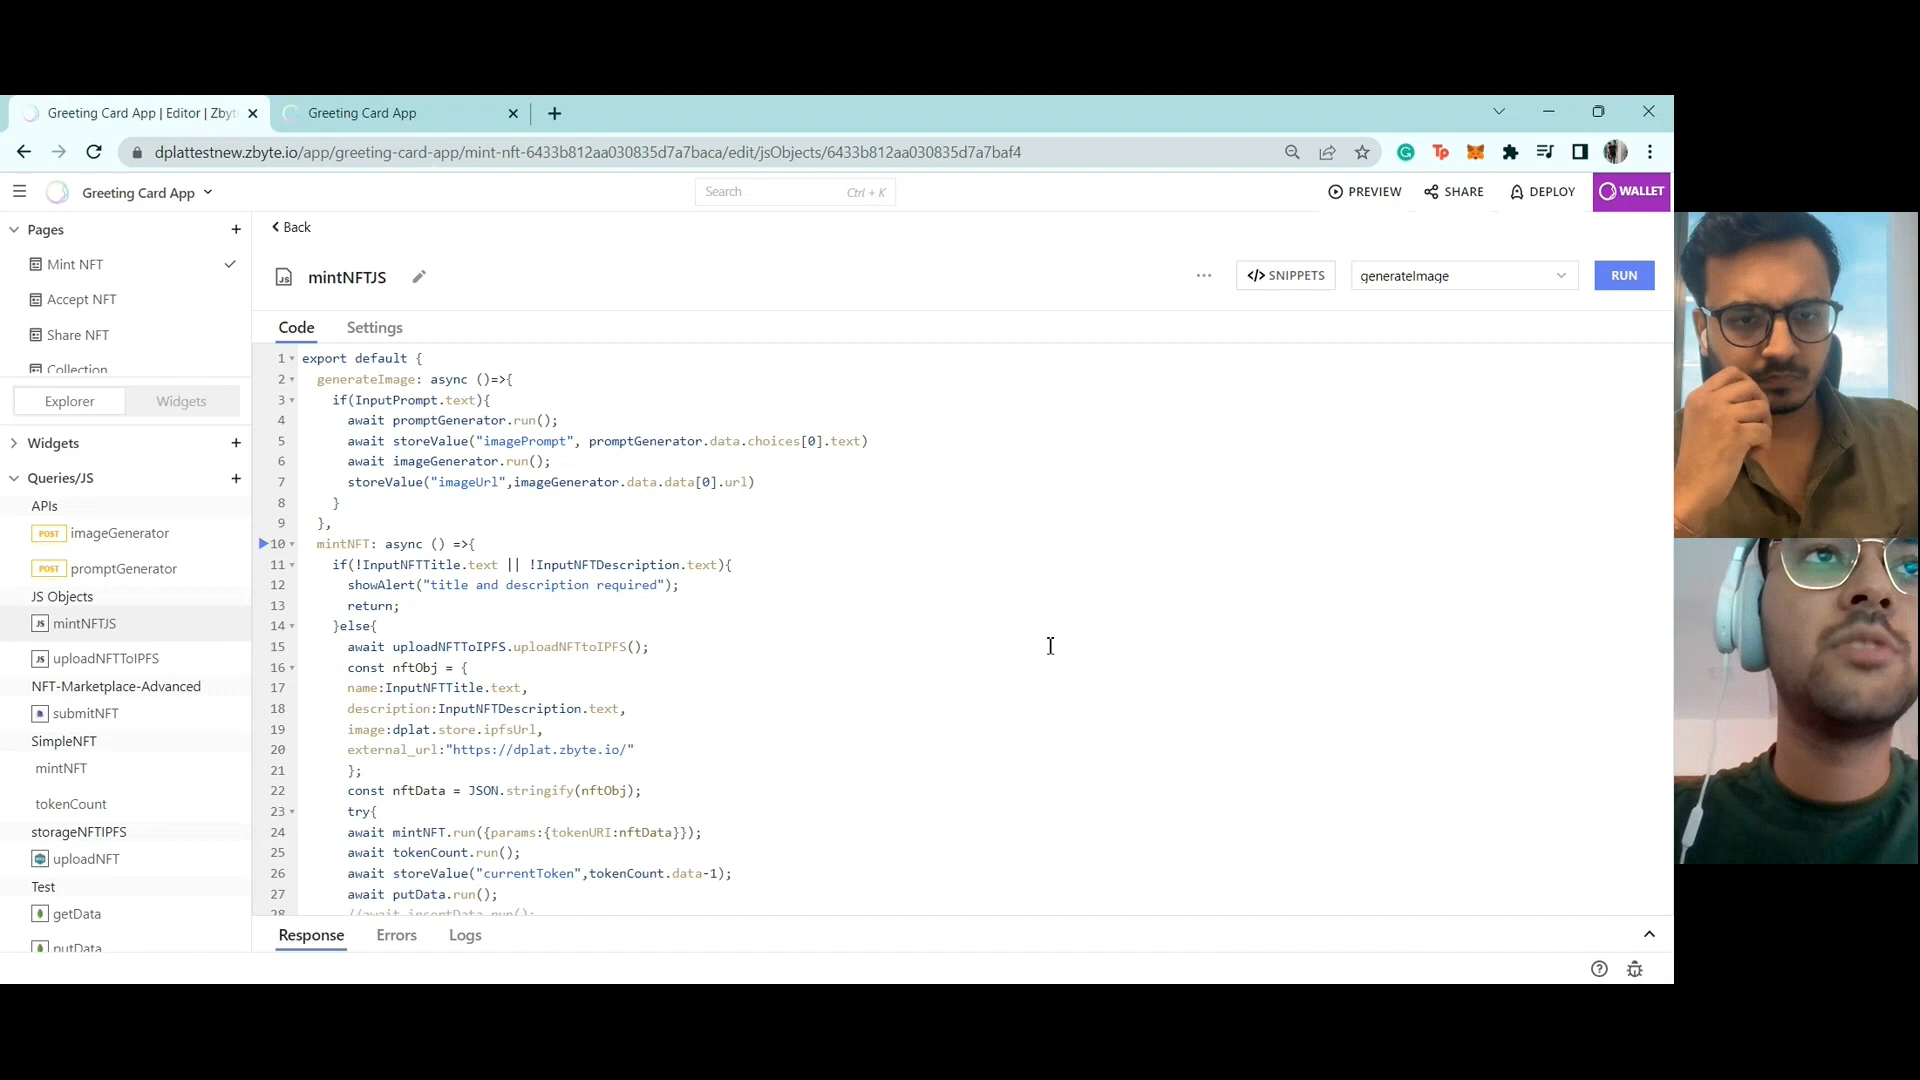 Greeting Card App | Editor | Zbyt
Greeting Card App
dplattestnew.zbyte.io/app/greeting-card-app/mint-nft-6433b812aa030835d7a7baca/edit/jsObjects/6433b812aa030835d7a7baf4
Greeting Card App
Search
Ctrl + K
PREVIEW
SHARE
DEPLOY
WALLET
Pages
Mint NFT
Accept NFT
Share NFT
Collection
Explorer
Widgets
Widgets
Queries/JS
APIs
POST imageGenerator
POST promptGenerator
JS Objects
JS mintNFTJS
JS uploadNFTToIPFS
NFT-Marketplace-Advanced
submitNFT
SimpleNFT
mintNFT
tokenCount
storageNFTIPFS
uploadNFT
Test
getData
putData
Back
JS mintNFTJS
</> SNIPPETS
generateImage
RUN
Code
Settings
1 export default {
2 generateImage: async ()=>{
3 if(InputPrompt.text){
4 await promptGenerator.run();
5 await storeValue("imagePrompt", promptGenerator.data.choices[0].text)
6 await imageGenerator.run();
7 storeValue("imageUrl",imageGenerator.data.data[0].url)
8 }
9 },
10 mintNFT: async () =>{
11 if(!InputNFTTitle.text || !InputNFTDescription.text){
12 showAlert("title and description required");
13 return;
14 }else{
15 await uploadNFTToIPFS.uploadNFTtoIPFS();
16 const nftObj = {
17 name:InputNFTTitle.text,
18 description:InputNFTDescription.text,
19 image:dplat.store.ipfsUrl,
20 external_url:"https://dplat.zbyte.io/"
21 };
22 const nftData = JSON.stringify(nftObj);
23 try{
24 await mintNFT.run({params:{tokenURI:nftData}});
25 await tokenCount.run();
26 await storeValue("currentToken",tokenCount.data-1);
27 await putData.run();
28 //await insertData.run();
Response
Errors
Logs